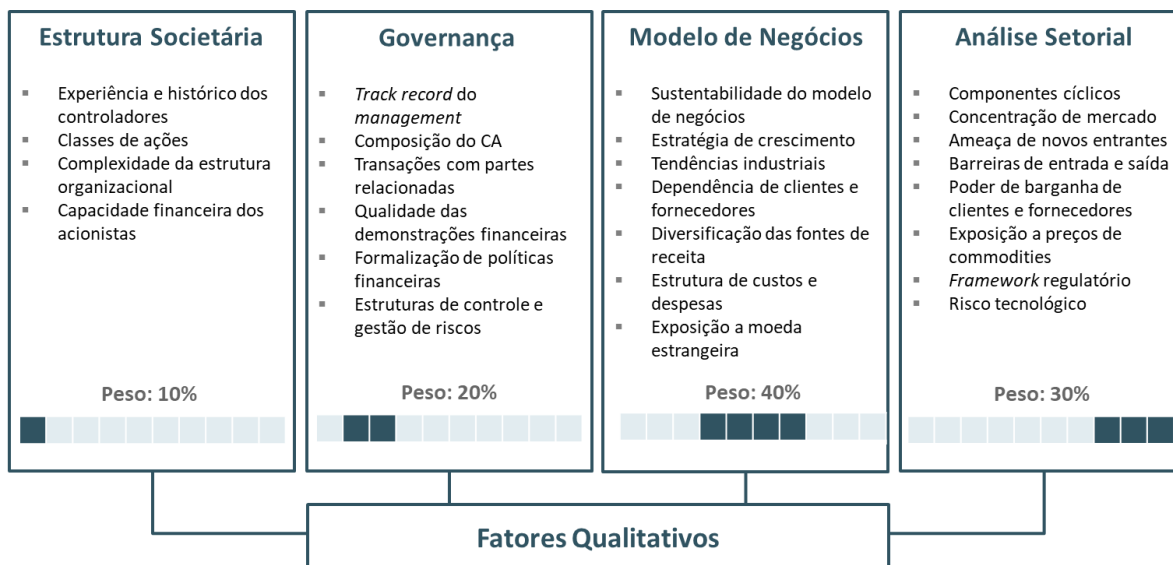 Estrutura Societária
▪ Experiência e histórico dos
controladores
▪ Classes de ações
▪ Complexidade da estrutura
organizacional
▪ Capacidade financeira dos
acionistas
Peso: 10%
Governança
▪ Track record do
management
▪ Composição do CA
▪ Transações com partes
relacionadas
▪ Qualidade das
demonstrações financeiras
▪ Formalização de políticas
financeiras
▪ Estruturas de controle e
gestão de riscos
Peso: 20%
Modelo de Negócios
▪ Sustentabilidade do modelo
de negócios
▪ Estratégia de crescimento
▪ Tendências industriais
▪ Dependência de clientes e
fornecedores
▪ Diversificação das fontes de
receita
▪ Estrutura de custos e
despesas
▪ Exposição a moeda
estrangeira
Peso: 40%
Análise Setorial
▪ Componentes cíclicos
▪ Concentração de mercado
▪ Ameaça de novos entrantes
▪ Barreiras de entrada e saída
▪ Poder de barganha de
clientes e fornecedores
▪ Exposição a preços de
commodities
▪ Framework regulatório
▪ Risco tecnológico
Peso: 30%
Fatores Qualitativos